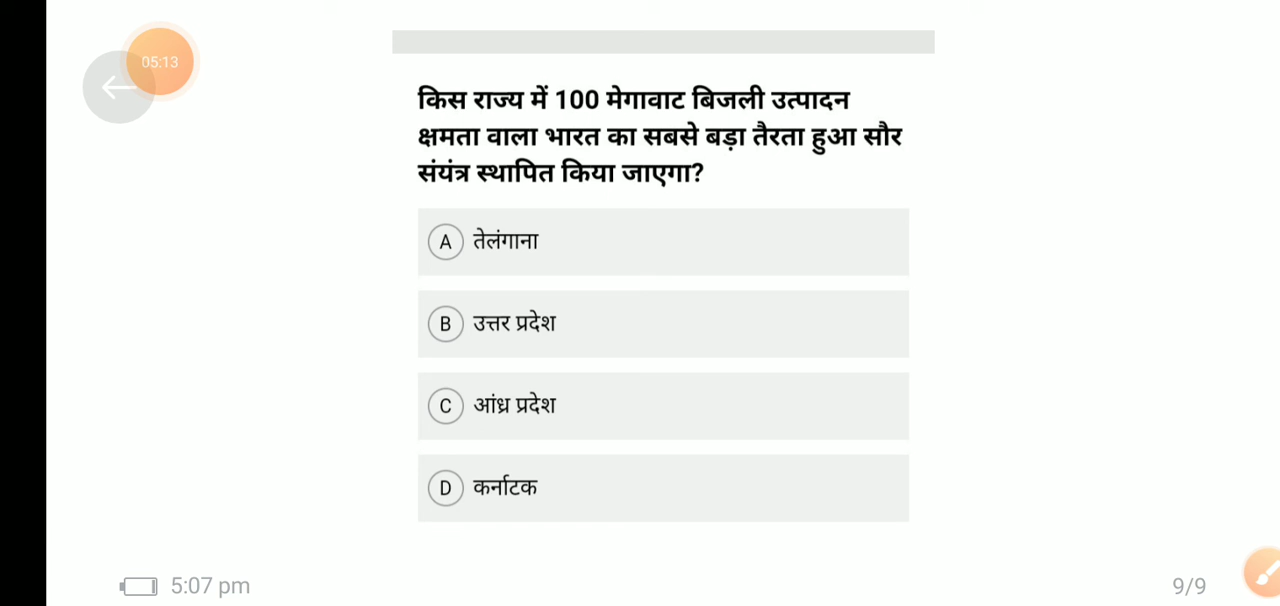 05:13
किस राज्य में 100 मेगावाट बिजली उत्पादन
क्षमता वाला भारत का सबसे बड़ा तैरता हुआ सौर
संयंत्र स्थापित किया जाएगा?
A तेलंगाना
B उत्तर प्रदेश
C आंध्र प्रदेश
D कर्नाटक
5:07 pm
9/9